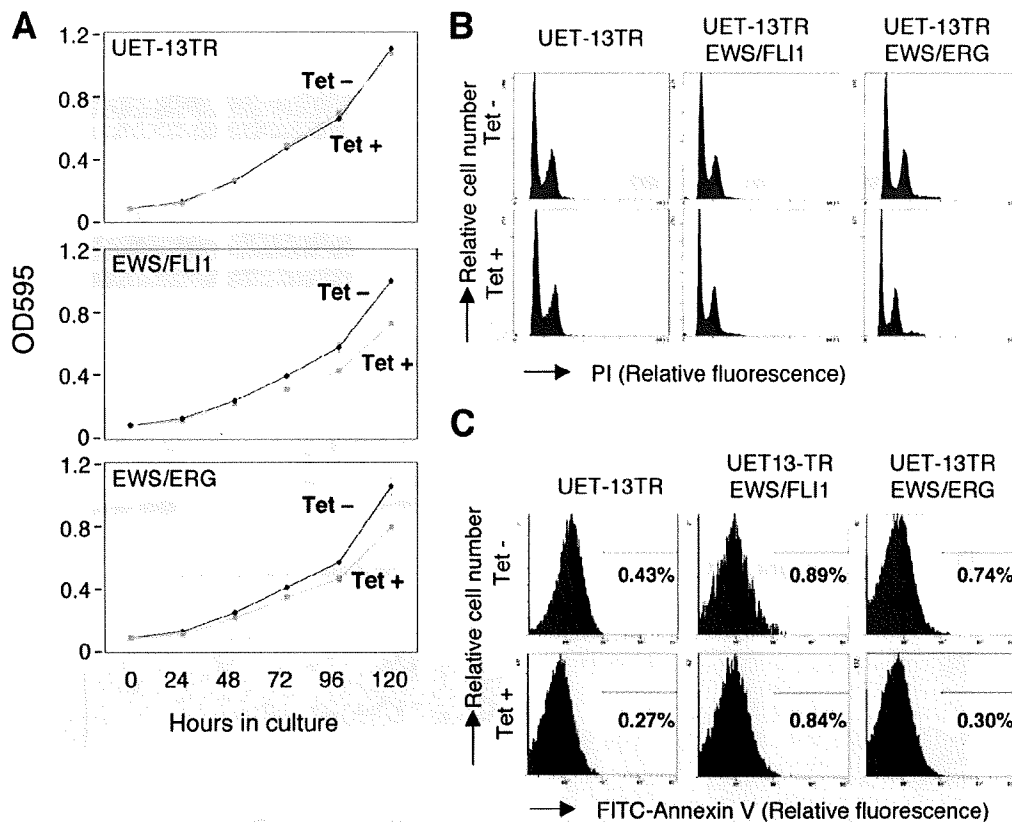 A
UET-13TR
Tet –
Tet +
1.2
0.8
0.4
0
EWS/FLI1
Tet –
Tet +
1.2
0.8
0.4
0
EWS/ERG
Tet –
Tet +
1.2
0.8
0.4
0
OD595
0 24 48 72 96 120
Hours in culture
B
UET-13TR
UET-13TR
EWS/FLI1
UET-13TR
EWS/ERG
Relative cell number
Tet -
Tet +
PI (Relative fluorescence)
C
UET-13TR
UET13-TR
EWS/FLI1
UET-13TR
EWS/ERG
Relative cell number
Tet -
0.43%
0.89%
0.74%
Tet +
0.27%
0.84%
0.30%
FITC-Annexin V (Relative fluorescence)